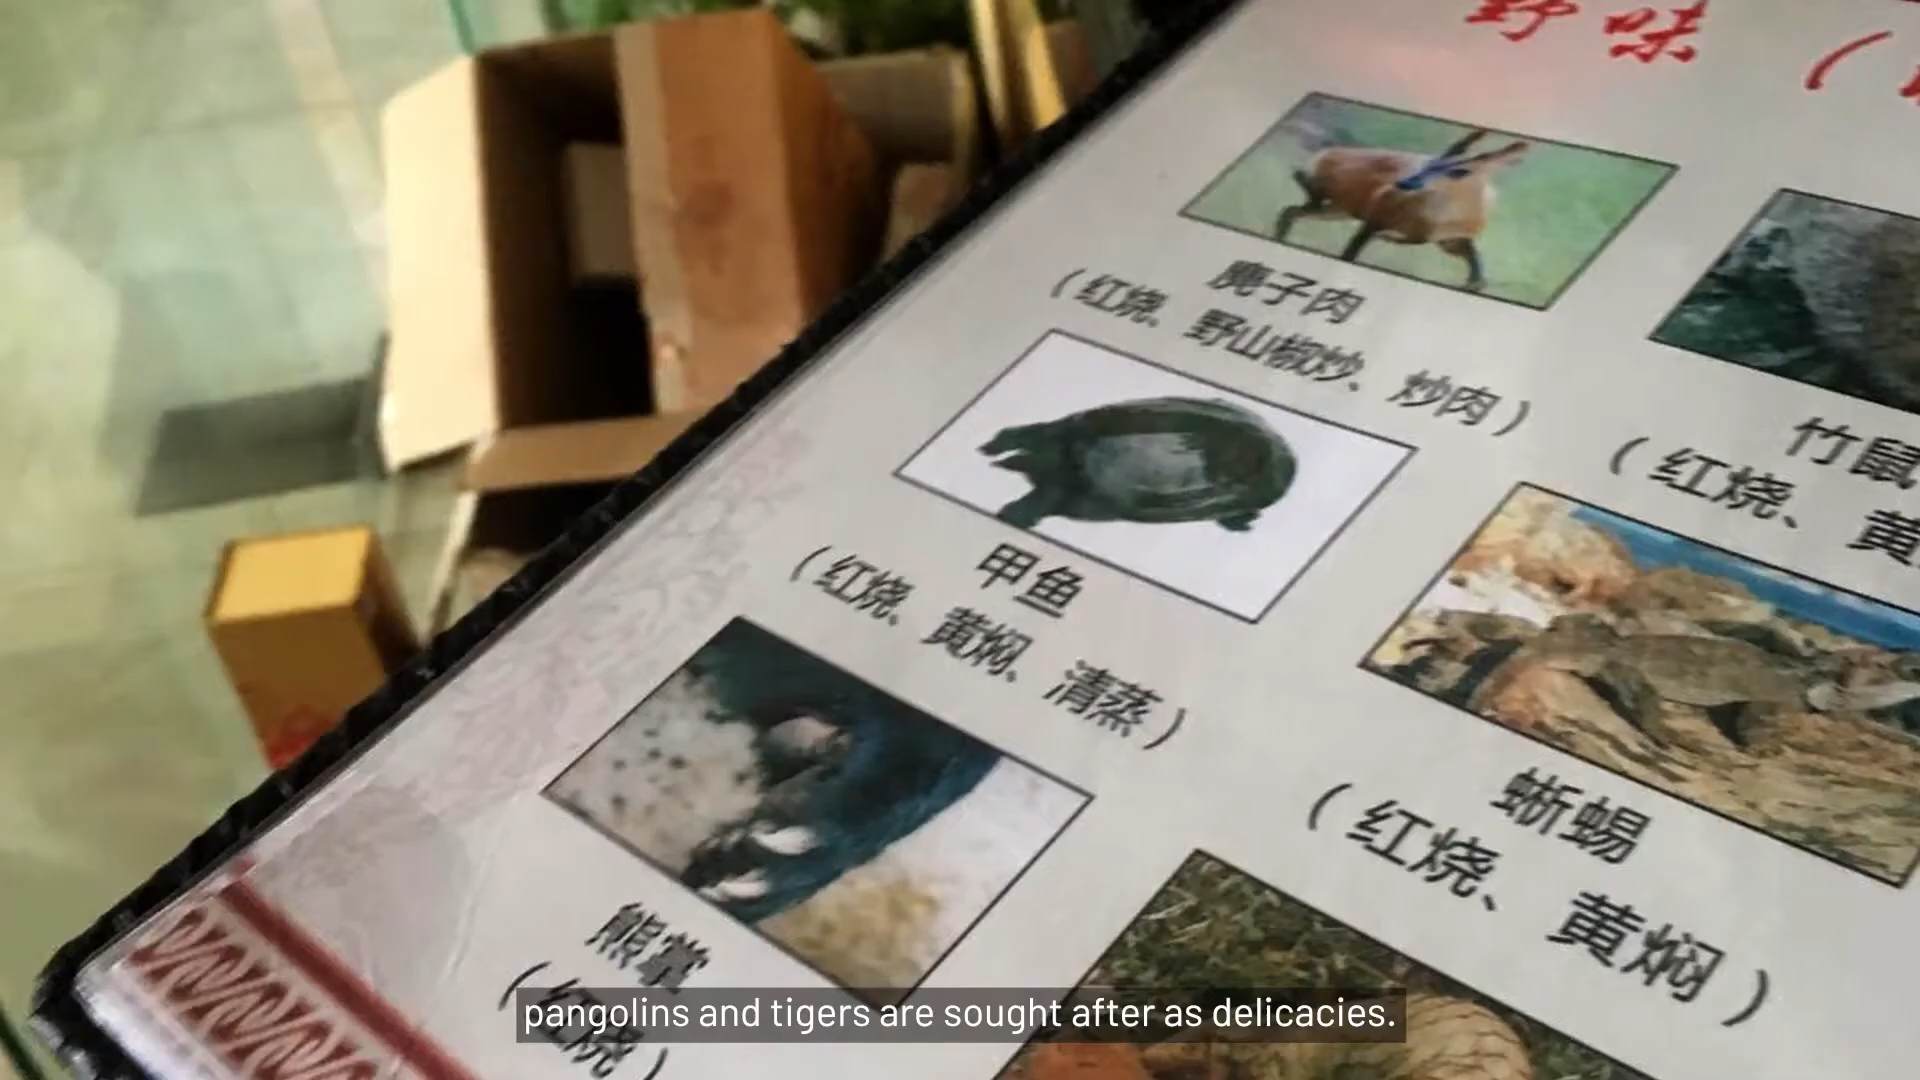 野味（
麂子肉
（红烧、野山椒炒、炒肉）
竹鼠
（红烧、黄
甲鱼
（红烧、黄焖、清蒸）
蜥蜴
（红烧、黄焖）
熊掌
（红烧）
pangolins and tigers are sought after as delicacies.